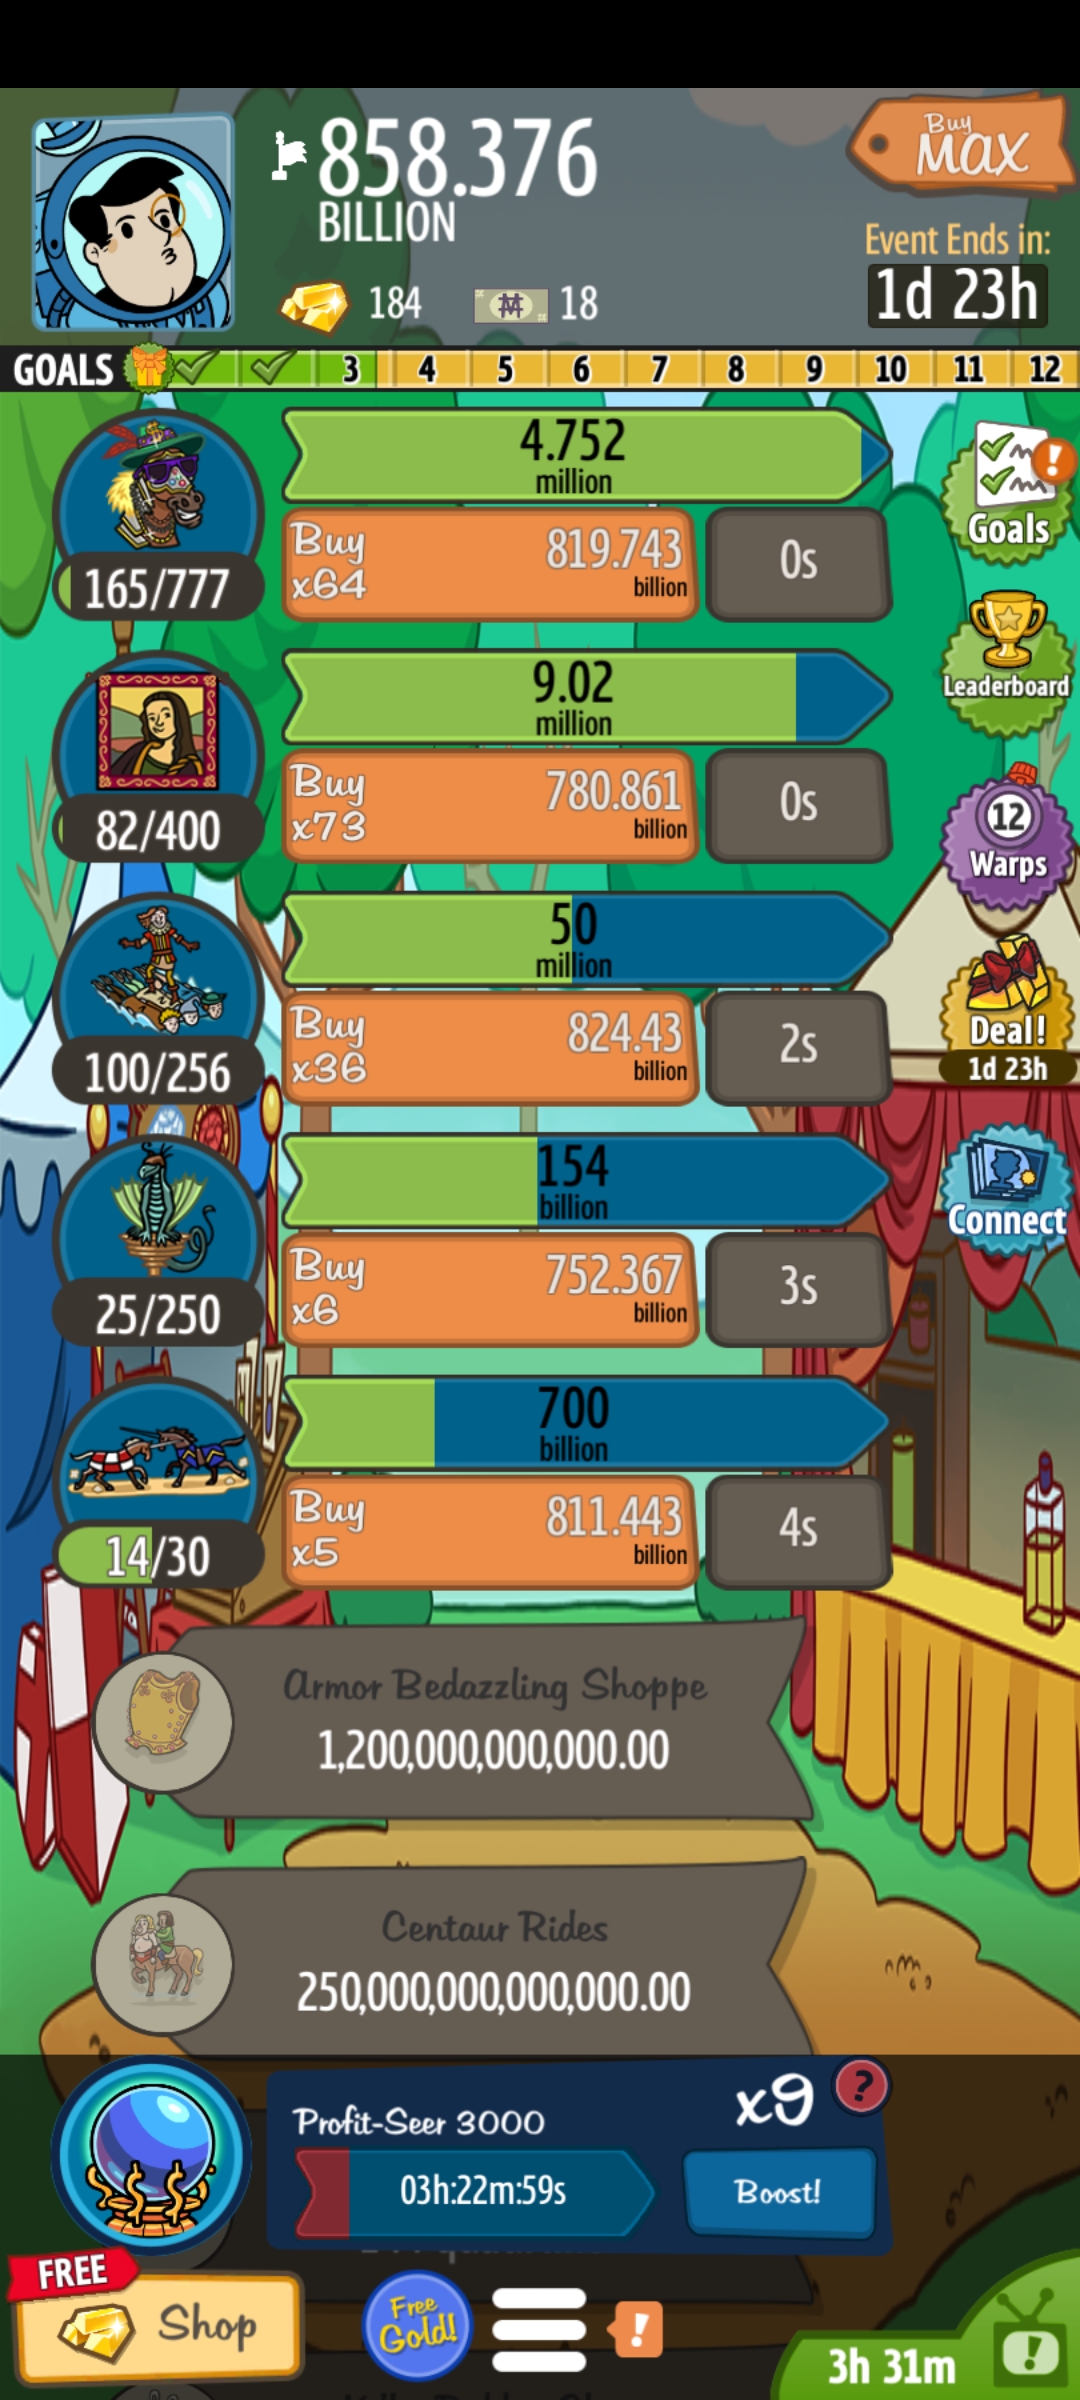 858.376
BILLION
Buy
MAX
Event Ends in:
1d 23h
184
18
GOALS
3
4
5
6
7
8
9
10
11
12
4.752
million
165/777
Buy
x64
819.743
billion
0s
Goals
Leaderboard
9.02
million
82/400
Buy
x73
780.861
billion
0s
12
Warps
50
million
100/256
Buy
x36
824.43
billion
2s
Deal!
1d 23h
154
billion
25/250
Buy
x6
752.367
billion
3s
Connect
700
billion
14/30
Buy
x5
811.443
billion
4s
Armor Bedazzling Shoppe
1,200,000,000,000.00
Centaur Rides
250,000,000,000,000.00
Profit-Seer 3000
x9
?
03h:22m:59s
Boost!
FREE
Shop
Free
Gold!
!
3h 31m
!